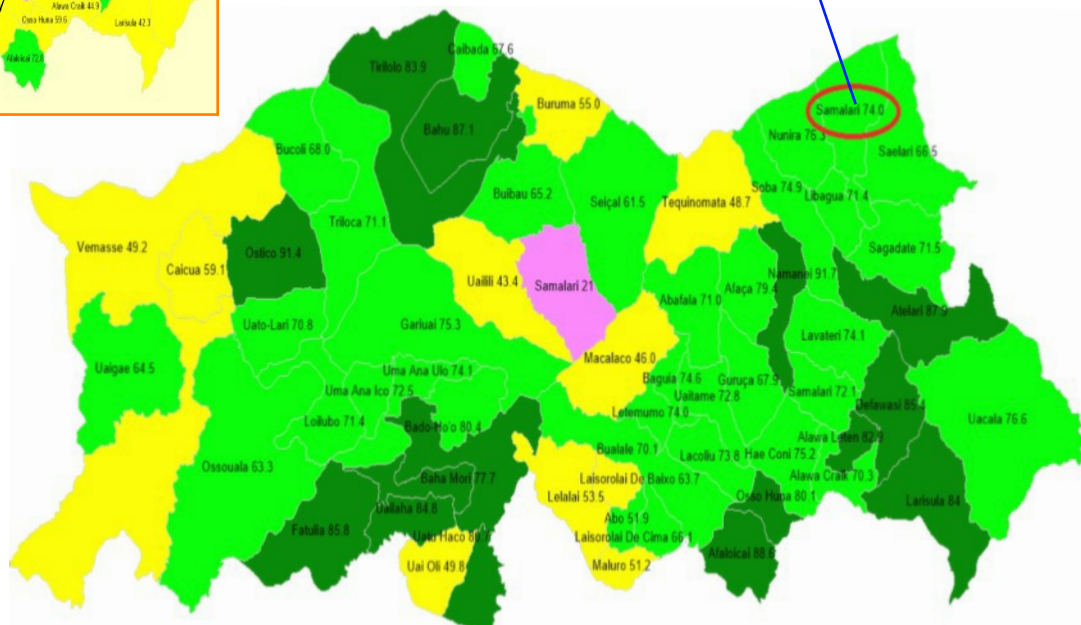 Alawa Craik 44.9
Osso Huna 59.6
Larisula 42.3
Caibada 67.6
Tirilolo 83.9
Buruma 55.0
Samalari 74.0
Bahu 87.1
Nunira 76.3
Bucoli 68.0
Saelari 66.5
Buibau 65.2
Seiçal 61.5
Soba 74.9
Libagua 71.4
Tequinomata 48.7
Triloca 71.1
Vemasse 49.2
Ostico 91.4
Sagadate 71.5
Caicua 59.1
Uailili 43.4
Samalari 21
Namanei 91.7
Afaça 79.4
Abafala 71.0
Atelari 87.9
Uato-Lari 70.8
Gariuai 75.3
Lavateri 74.1
Macalaco 46.0
Uaigae 64.5
Uma Ana Ulo 74.1
Baguia 74.6
Guruça 67.9
Uma Ana Ico 72.5
Uaitame 72.8
Samalari 72.1
Defawasi 85.4
Letemumo 74.0
Loilubo 71.4
Uacala 76.6
Bado-Ho'o 80.4
Alawa Leten 82.9
Bualale 70.1
Lacoliu 73.8
Hae Coni 75.2
Ossouala 63.3
Baha Mori 77.7
Laisorolai De Baixo 63.7
Alawa Craik 70.3
Lelalai 53.5
Osso Huna 80.1
Larisula 84
Uailaha 84.8
Abo 51.9
Fatulia 85.8
Uatu Haco 80.7
Laisorolai De Cima 66.1
Afaloicai 88.6
Uai Oli 49.8
Maluro 51.2